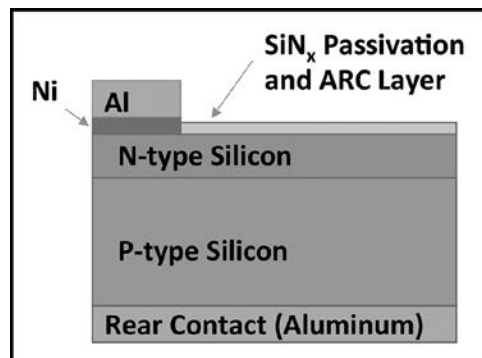 SiNx Passivation
and ARC Layer
Ni
Al
N-type Silicon
P-type Silicon
Rear Contact (Aluminum)